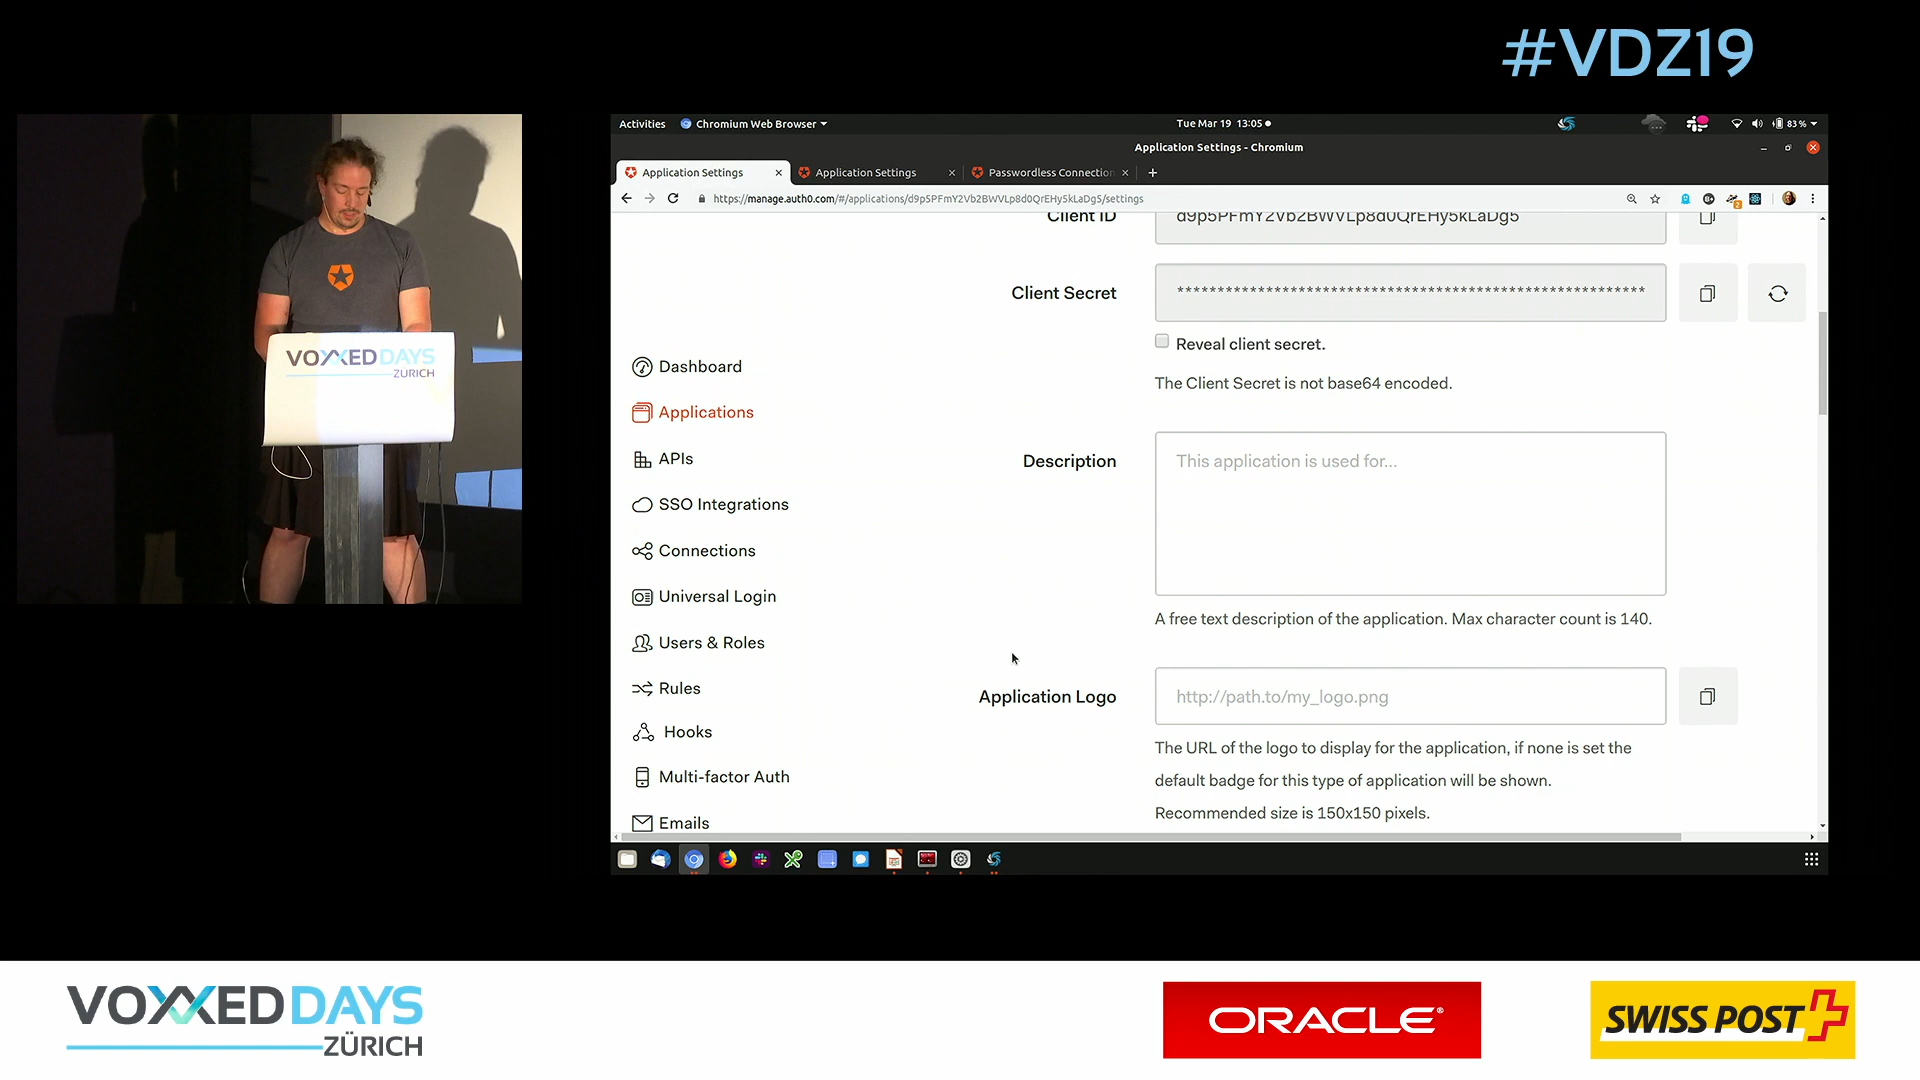 #VDZ19
VOXXED DAYS
ZÜRICH
Activities
Chromium Web Browser
Tue Mar 19 13:05
83 %
Application Settings - Chromium
Application Settings
Application Settings
Passwordless Connection
https://manage.auth0.com/#/applications/d9p5PFmY2Vb2BWVLp8d0QrEHy5kLaDg5/settings
Client ID
d9p5PFmY2Vb2BWVLp8d0QrEHy5kLaDg5
Client Secret
****************************************************************
Reveal client secret.
The Client Secret is not base64 encoded.
Dashboard
Applications
APIs
SSO Integrations
Connections
Universal Login
Users & Roles
Rules
Hooks
Multi-factor Auth
Emails
Description
This application is used for...
A free text description of the application. Max character count is 140.
Application Logo
http://path.to/my_logo.png
The URL of the logo to display for the application, if none is set the
default badge for this type of application will be shown.
Recommended size is 150x150 pixels.
VOXXED DAYS
ZÜRICH
ORACLE®
SWISS POST